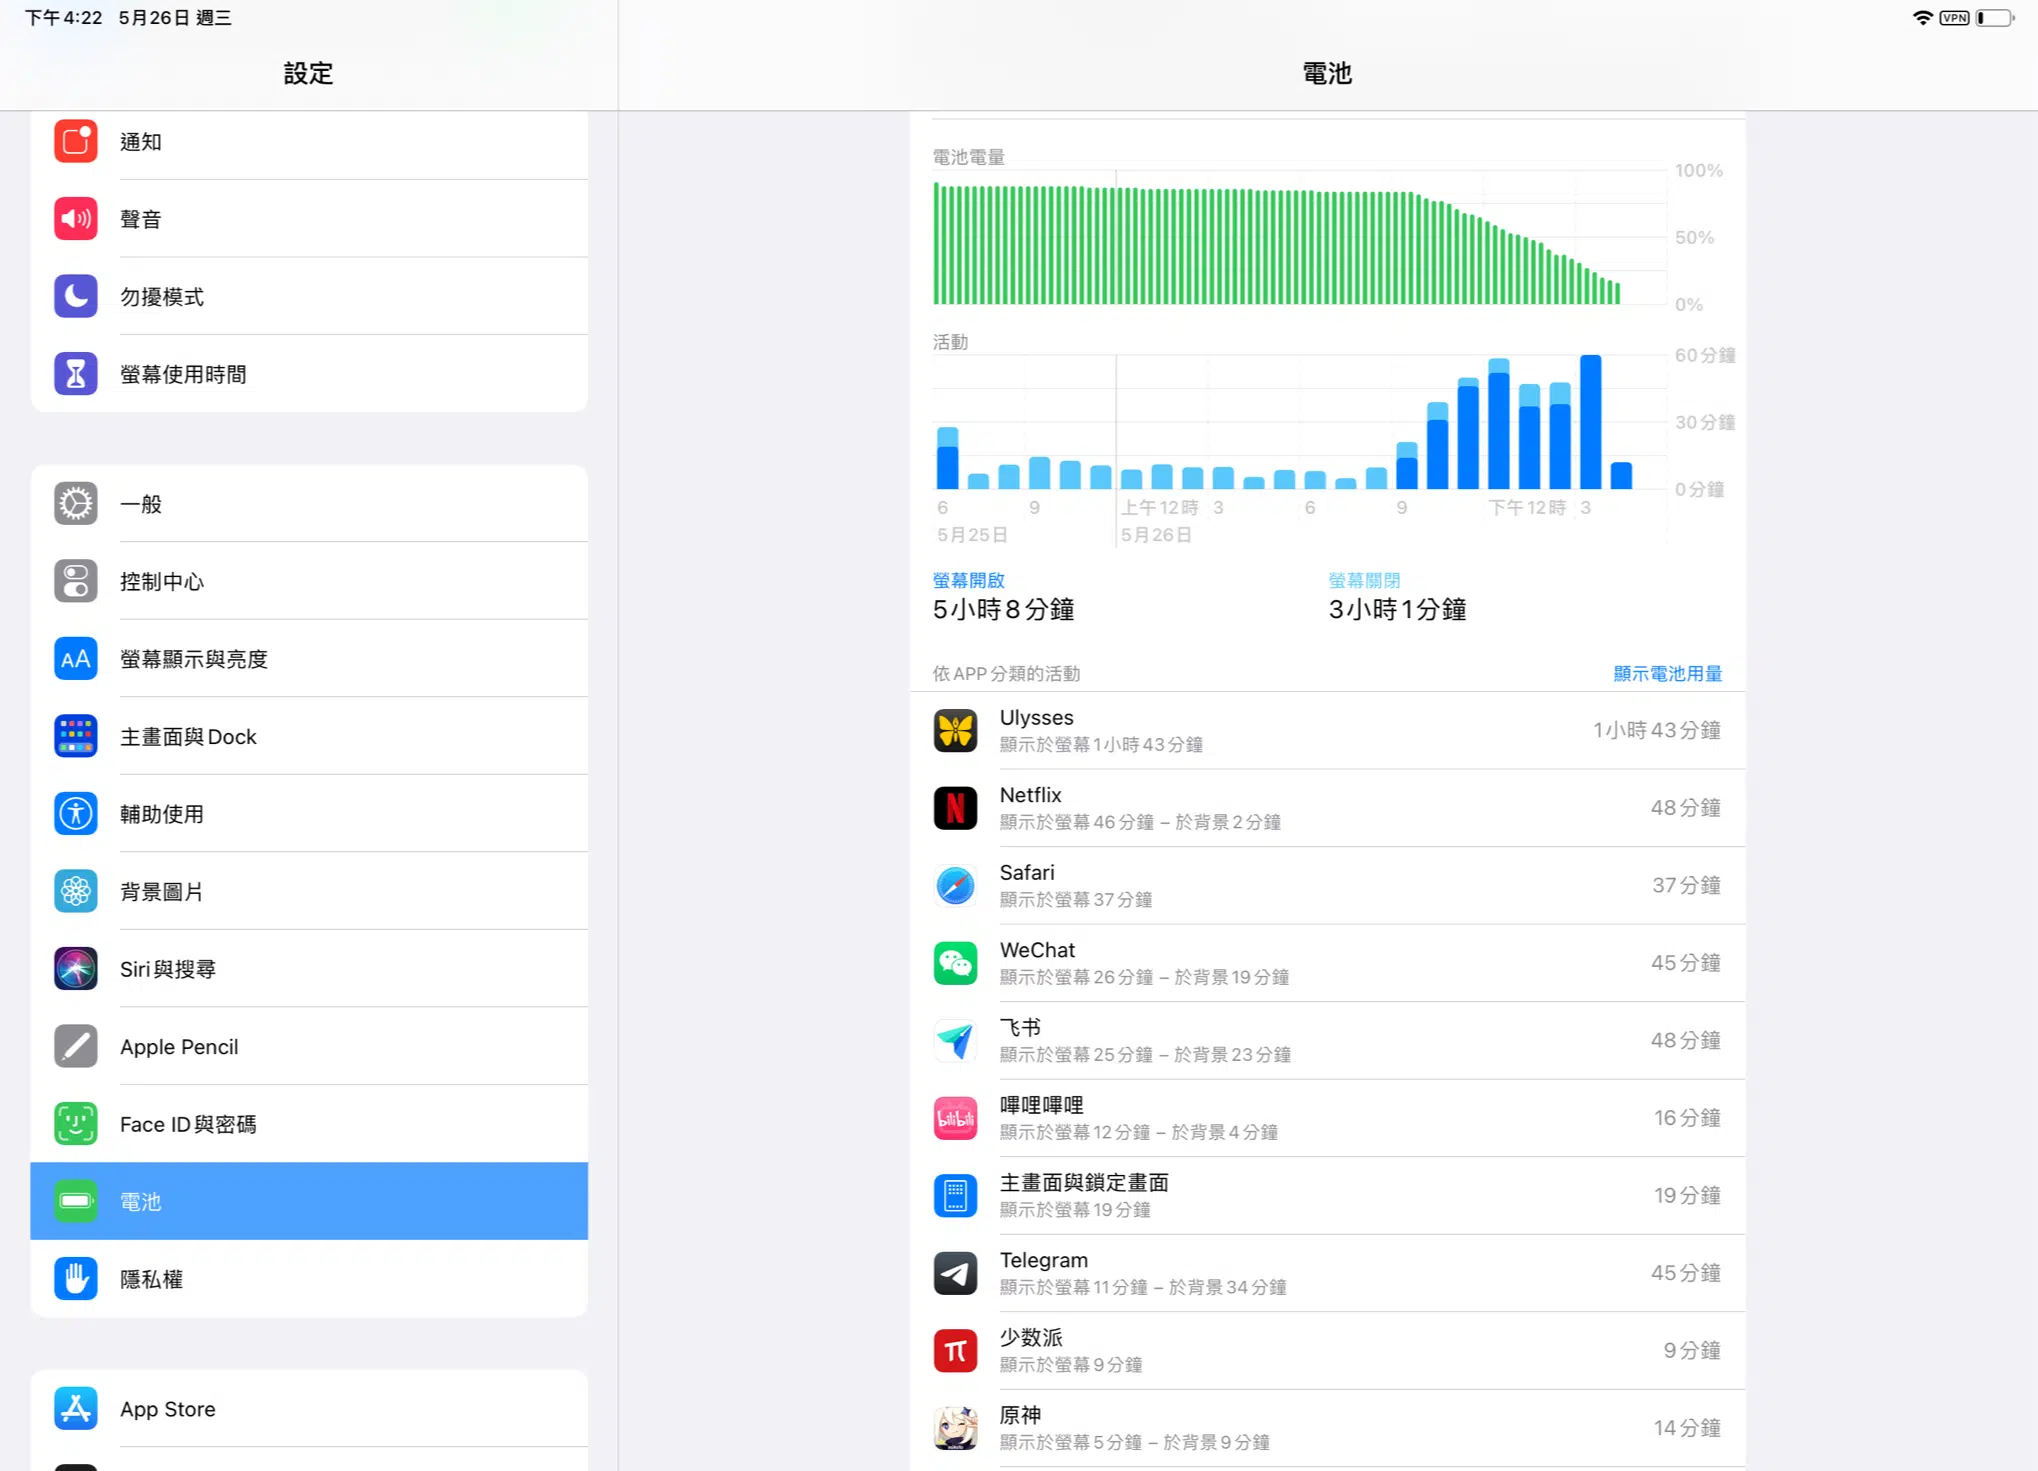 下午4:22 5月26日 週三
VPN
設定
通知
聲音
勿擾模式
螢幕使用時間
一般
控制中心
AA
螢幕顯示與亮度
主畫面與Dock
輔助使用
背景圖片
Siri與搜尋
Apple Pencil
Face ID與密碼
電池
隱私權
App Store
電池
電池電量
100%
50%
0%
活動
60分鐘
30分鐘
0分鐘
6 9 上午12時 3 6 9 下午12時 3
5月25日 5月26日
螢幕開啟 螢幕關閉
5小時8分鐘 3小時1分鐘
依APP分類的活動 顯示電池用量
Ulysses
顯示於螢幕1小時43分鐘
1小時43分鐘
Netflix
顯示於螢幕46分鐘 – 於背景2分鐘
48分鐘
Safari
顯示於螢幕37分鐘
37分鐘
WeChat
顯示於螢幕26分鐘 – 於背景19分鐘
45分鐘
飞书
顯示於螢幕25分鐘 – 於背景23分鐘
48分鐘
bilibili
嗶哩嗶哩
顯示於螢幕12分鐘 – 於背景4分鐘
16分鐘
主畫面與鎖定畫面
顯示於螢幕19分鐘
19分鐘
Telegram
顯示於螢幕11分鐘 – 於背景34分鐘
45分鐘
少数派
顯示於螢幕9分鐘
9分鐘
原神
顯示於螢幕5分鐘 – 於背景9分鐘
14分鐘